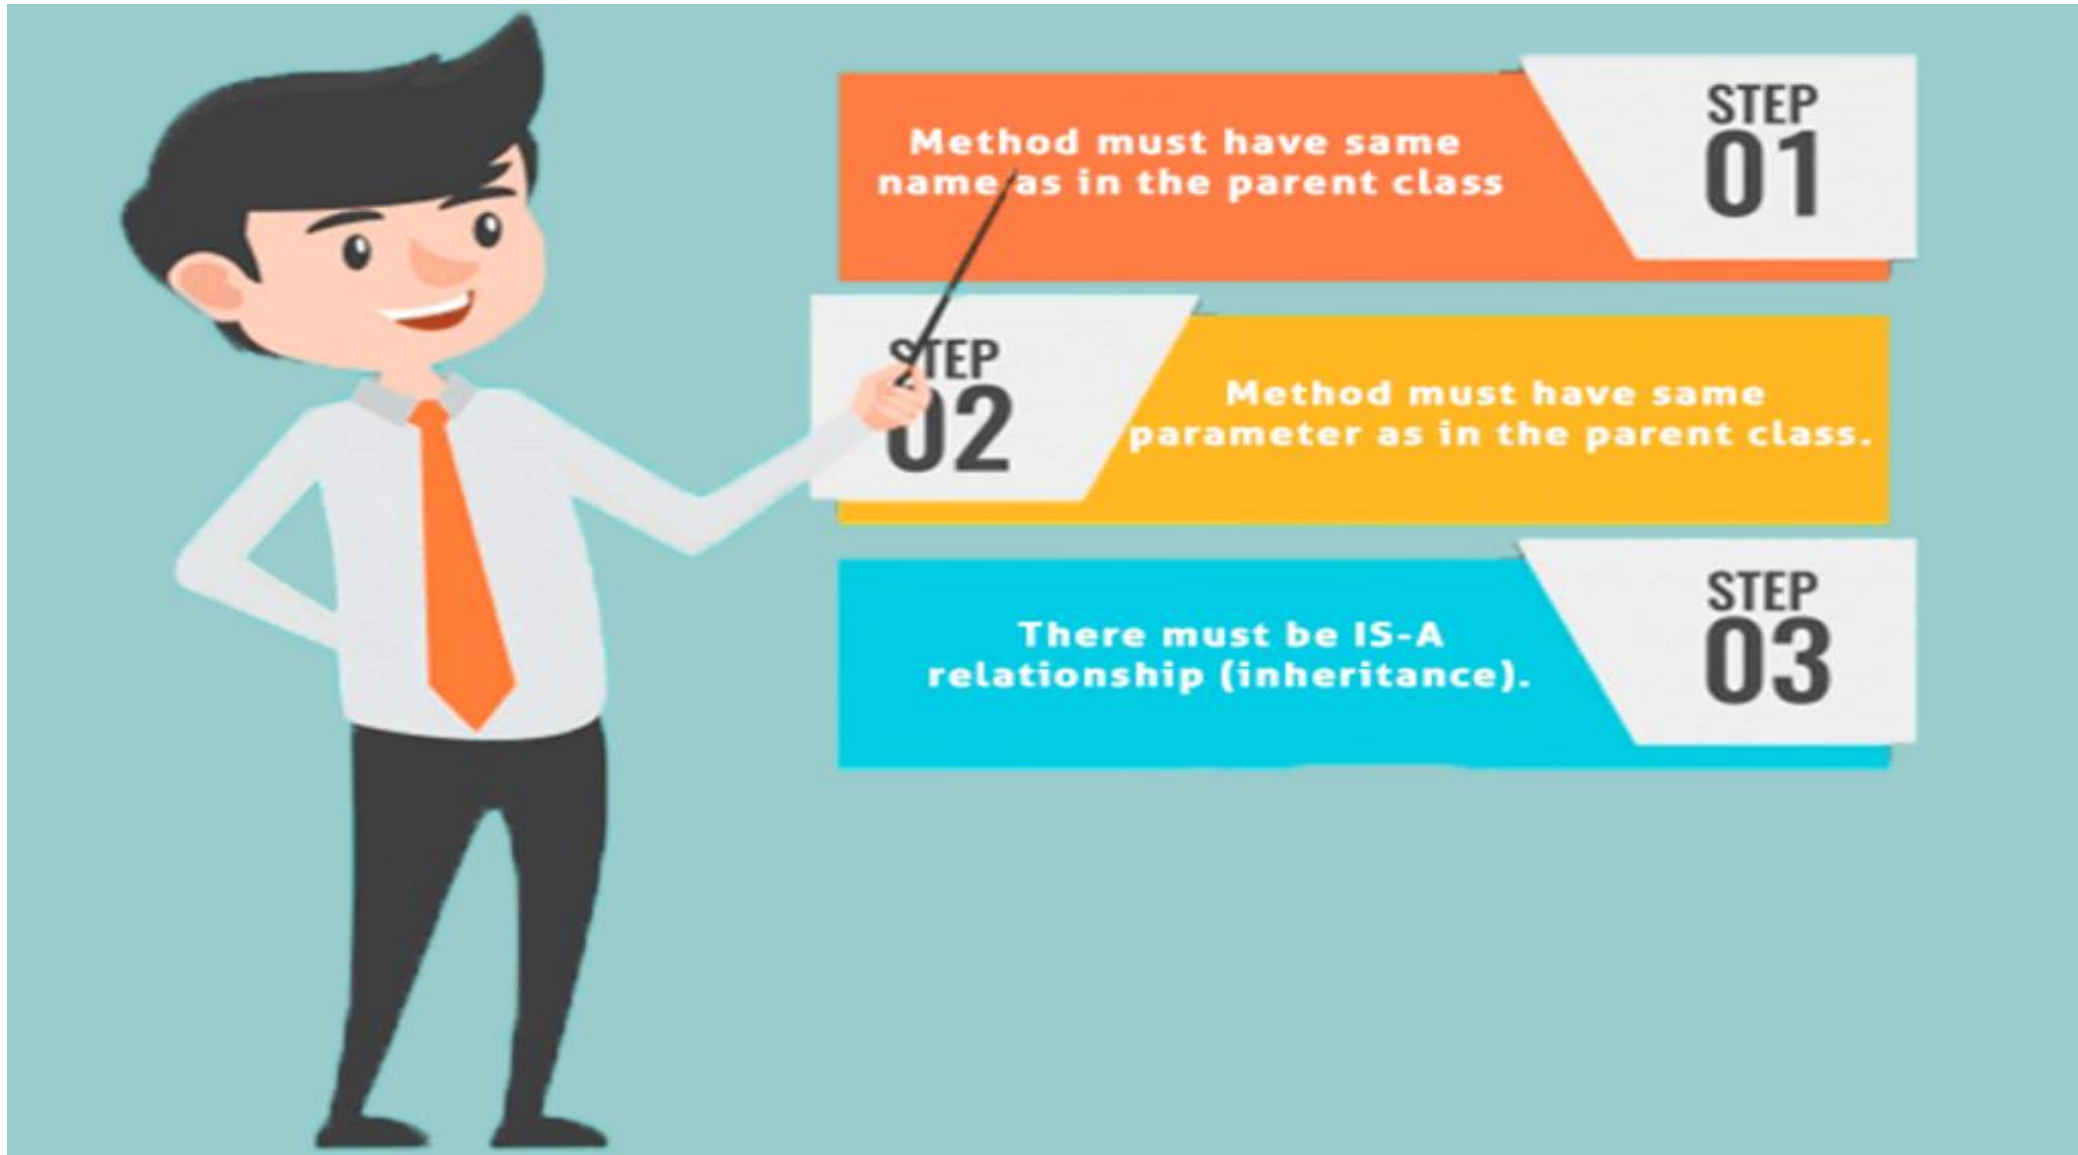 STEP
01
Method must have same
name as in the parent class
STEP
02
Method must have same
parameter as in the parent class.
STEP
03
There must be IS-A
relationship (inheritance).